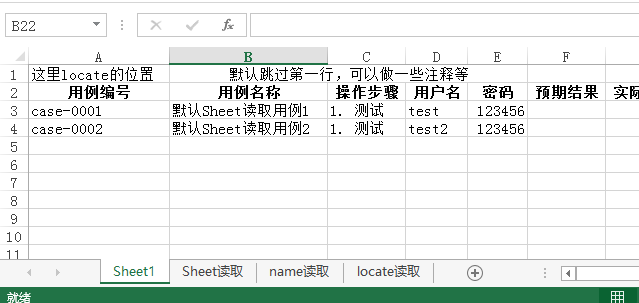 B22
fx
A B C D E F
1 这里locate的位置 默认跳过第一行，可以做一些注释等
2 用例编号 用例名称 操作步骤 用户名 密码 预期结果 实际
3 case-0001 默认Sheet读取用例1 1. 测试 test 123456
4 case-0002 默认Sheet读取用例2 1. 测试 test2 123456
5
6
7
8
9
10
11
Sheet1 Sheet读取 name读取 locate读取
就绪